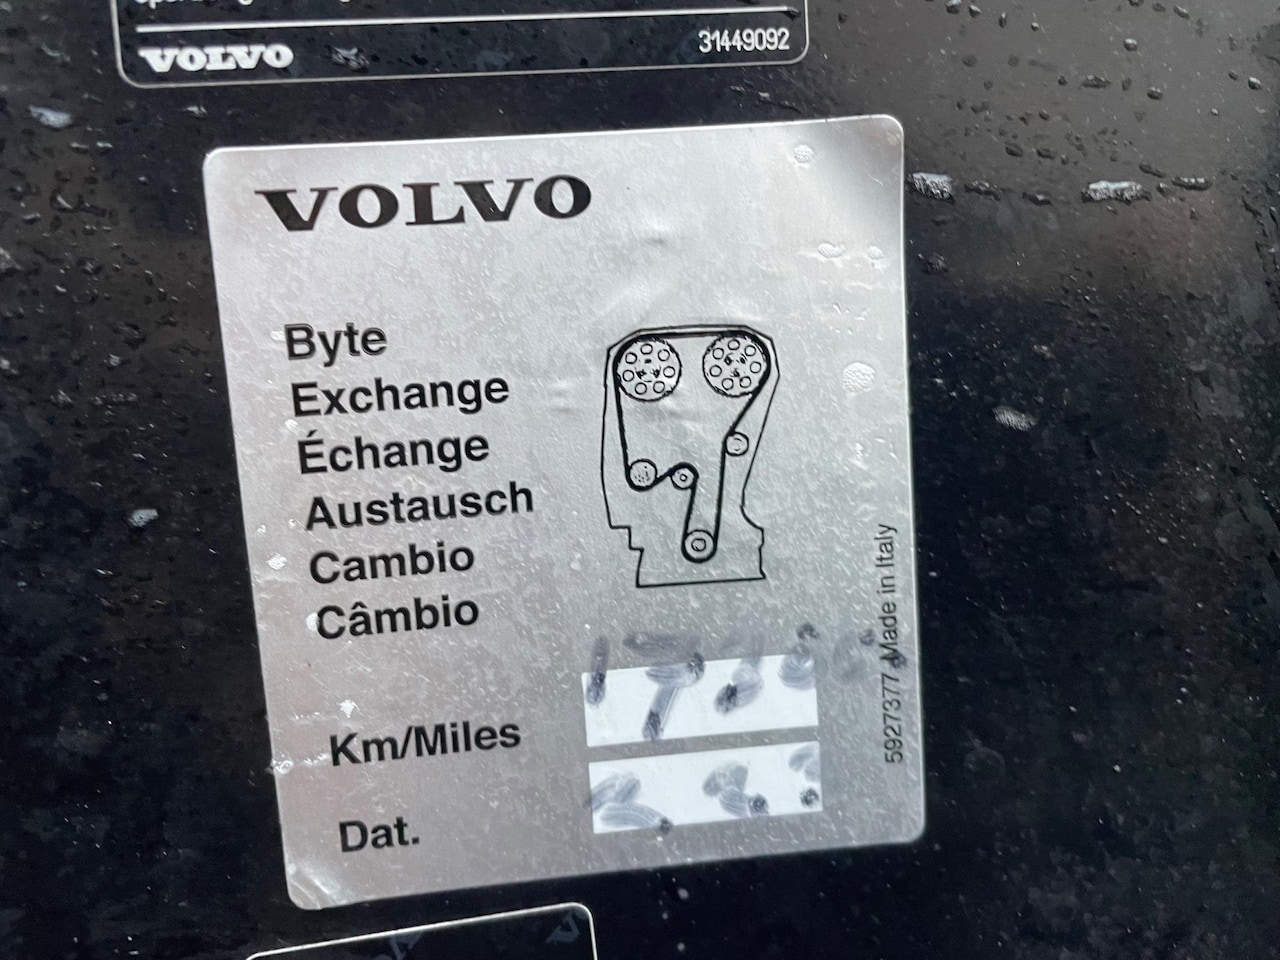 VOLVO 31449092
VOLVO
Byte
Exchange
Échange
Austausch
Cambio
Câmbio
Km/Miles
Dat.
5927377 Made in Italy